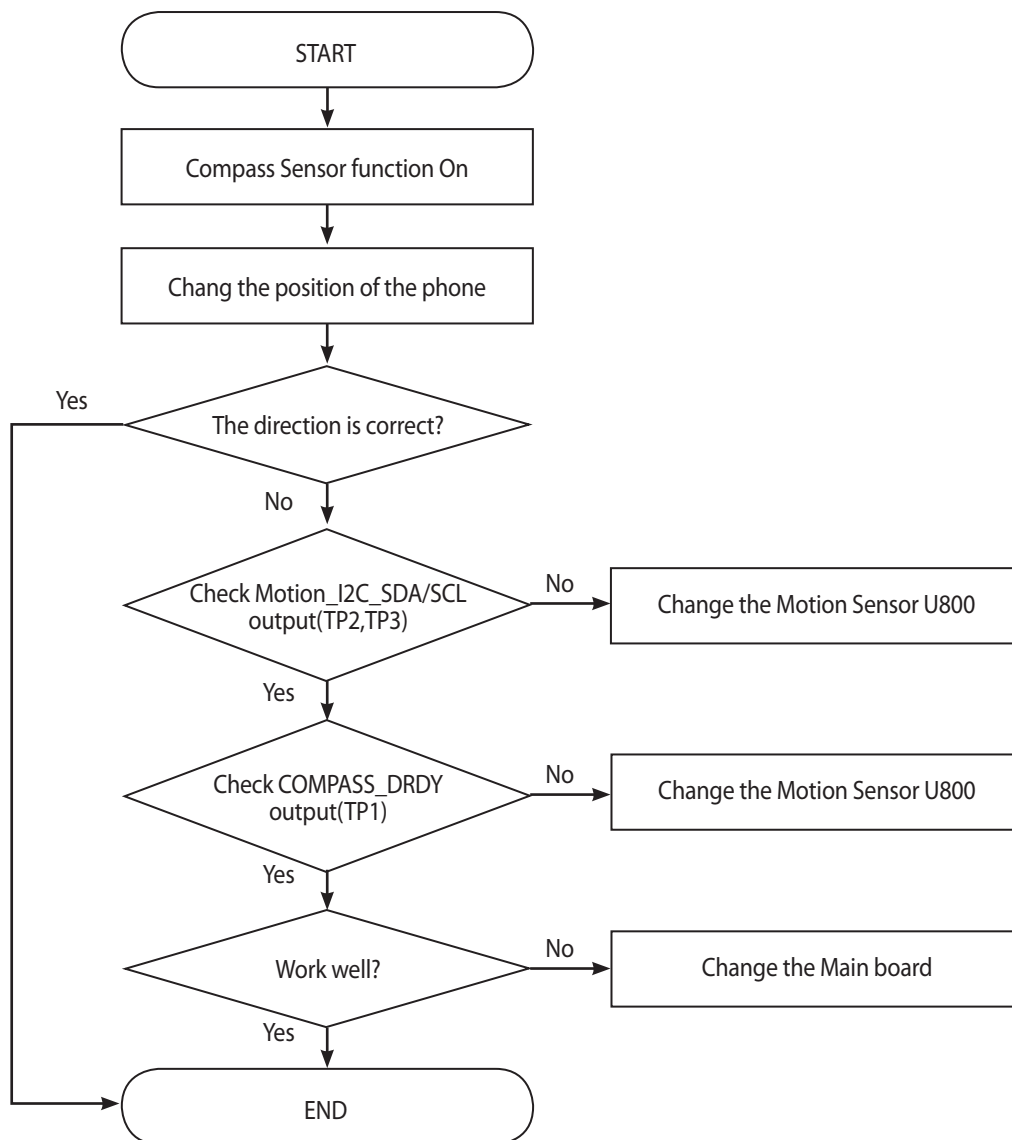 START
Compass Sensor function On
Chang the position of the phone
Yes
The direction is correct?
No
Check Motion_I2C_SDA/SCL
output(TP2,TP3)
No
Change the Motion Sensor U800
Yes
Check COMPASS_DRDY
output(TP1)
No
Change the Motion Sensor U800
Yes
Work well?
No
Change the Main board
Yes
END